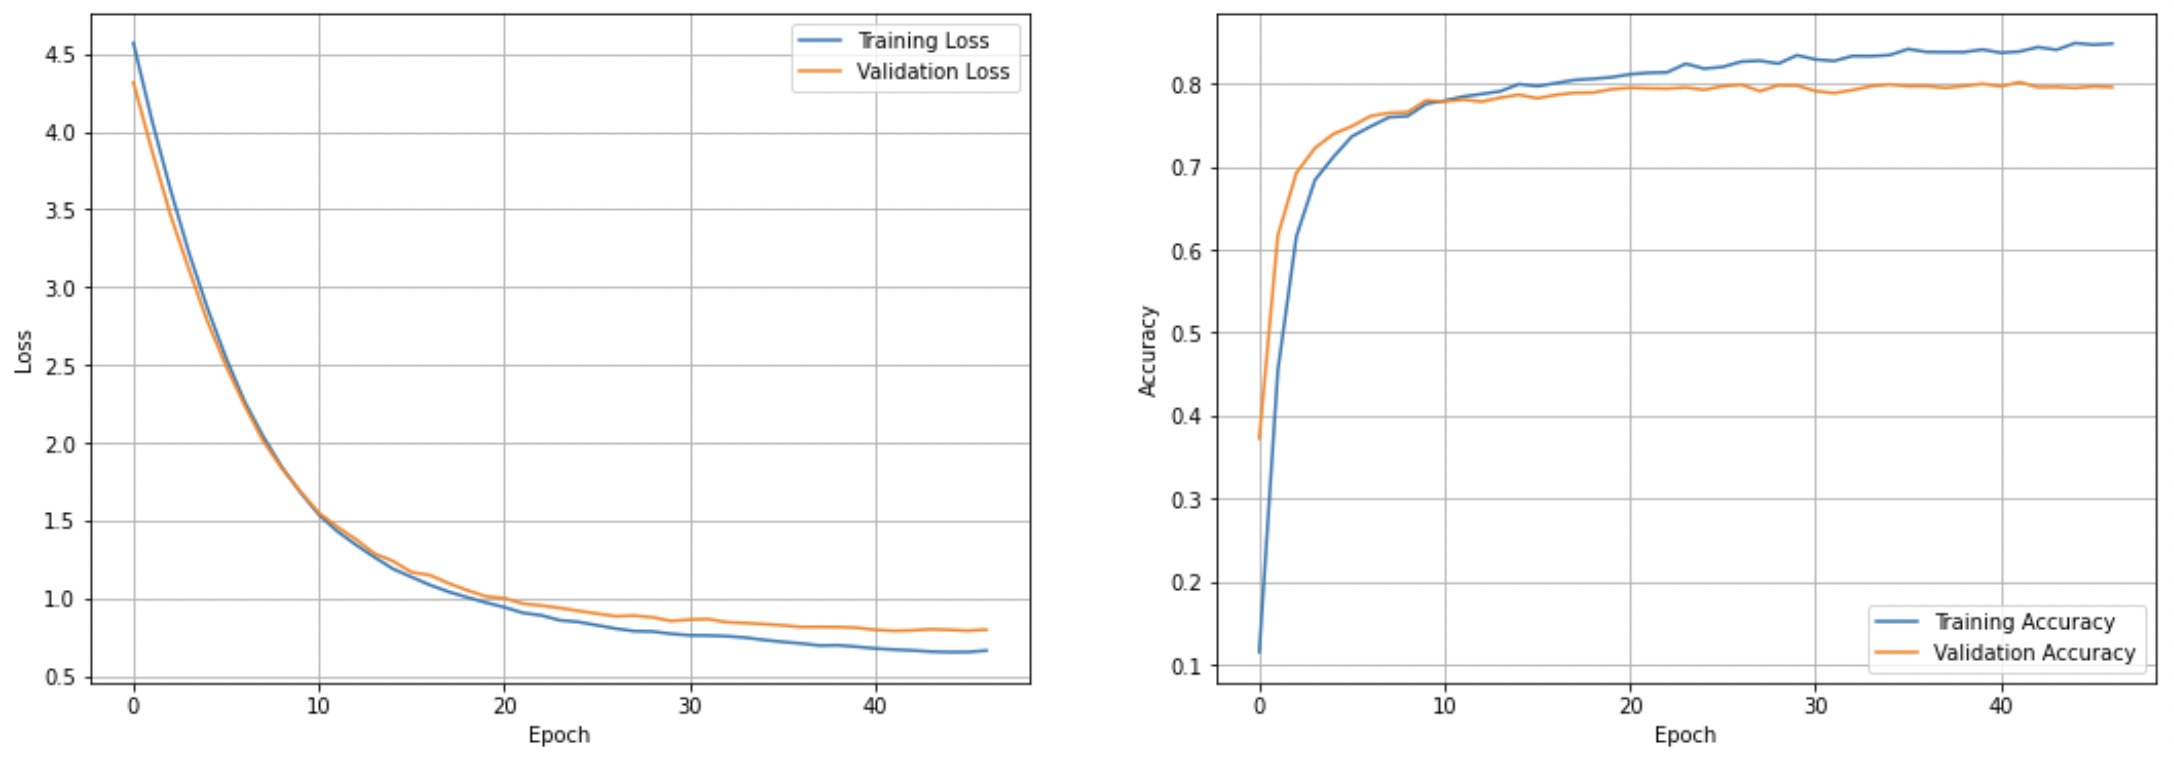 4.5
4.0
3.5
3.0
2.5
2.0
1.5
1.0
0.5
Loss
Training Loss
Validation Loss
0 10 20 30 40
Epoch
0.8
0.7
0.6
0.5
0.4
0.3
0.2
0.1
Accuracy
Training Accuracy
Validation Accuracy
0 10 20 30 40
Epoch